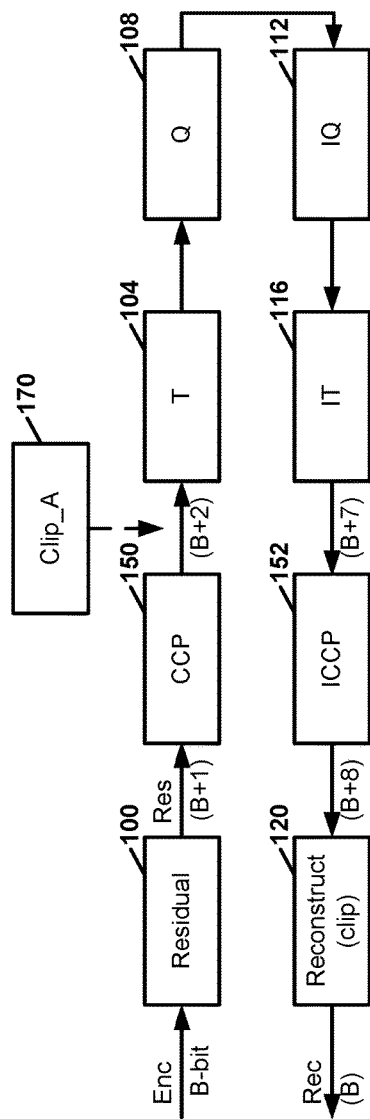 Enc
B-bit
Residual
100
Res
(B+1)
CCP
150
Clip_A
170
(B+2)
T
104
Q
108
IQ
112
IT
116
(B+7)
ICCP
152
(B+8)
Reconstruct
(clip)
120
Rec
(B)